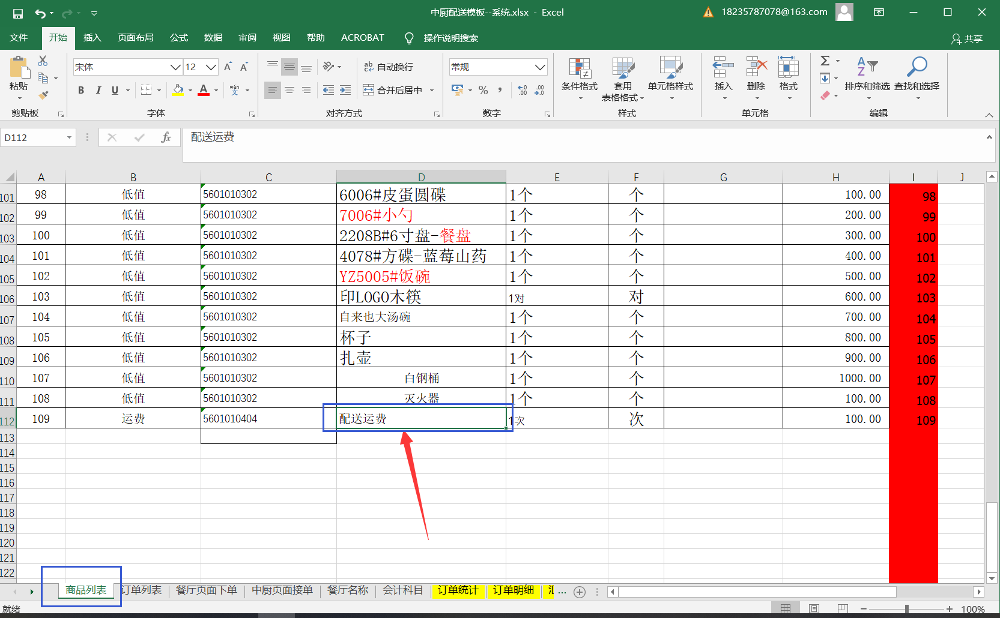 中厨配送模板--系统.xlsx - Excel
18235787078@163.com
文件 开始 插入 页面布局 公式 数据 审阅 视图 帮助 ACROBAT 操作说明搜索 共享
宋体 12 A A ab 自动换行 常规
粘贴 B I U A wén 文 合并后居中 % , 条件格式 套用 表格格式 单元格样式 插入 删除 格式 Σ 排序和筛选 查找和选择
剪贴板 字体 对齐方式 数字 样式 单元格 编辑
D112 fx 配送运费
A B C D E F G H I J
101 98 低值 5601010302 6006#皮蛋圆碟 1个 个 100.00 98
102 99 低值 5601010302 7006#小勺 1个 个 200.00 99
103 100 低值 5601010302 2208B#6寸盘-餐盘 1个 个 300.00 100
104 101 低值 5601010302 4078#方碟-蓝莓山药 1个 个 400.00 101
105 102 低值 5601010302 YZ5005#饭碗 1个 个 500.00 102
106 103 低值 5601010302 印LOGO木筷 1对 对 600.00 103
107 104 低值 5601010302 自来也大汤碗 1个 个 700.00 104
108 105 低值 5601010302 杯子 1个 个 800.00 105
109 106 低值 5601010302 扎壶 1个 个 900.00 106
110 107 低值 5601010302 白钢桶 1个 个 1000.00 107
111 108 低值 5601010302 灭火器 1个 个 100.00 108
112 109 运费 5601010404 配送运费 1次 次 100.00 109
113
114
115
116
117
118
119
120
121
122
商品列表 订单列表 餐厅页面下单 中厨页面接单 餐厅名称 会计科目 订单统计 订单明细 ...
就绪 100%